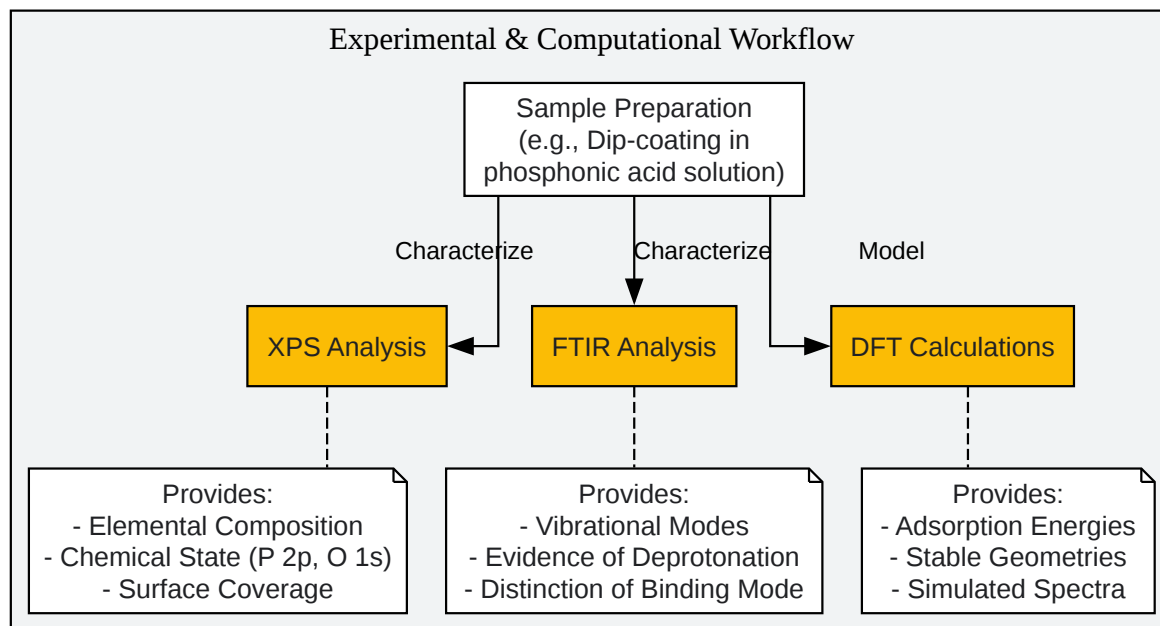 Experimental & Computational Workflow
Sample Preparation
(e.g., Dip-coating in
phosphonic acid solution)
Characterize
Characterize
Model
XPS Analysis
FTIR Analysis
DFT Calculations
Provides:
- Elemental Composition
- Chemical State (P 2p, O 1s)
- Surface Coverage
Provides:
- Vibrational Modes
- Evidence of Deprotonation
- Distinction of Binding Mode
Provides:
- Adsorption Energies
- Stable Geometries
- Simulated Spectra